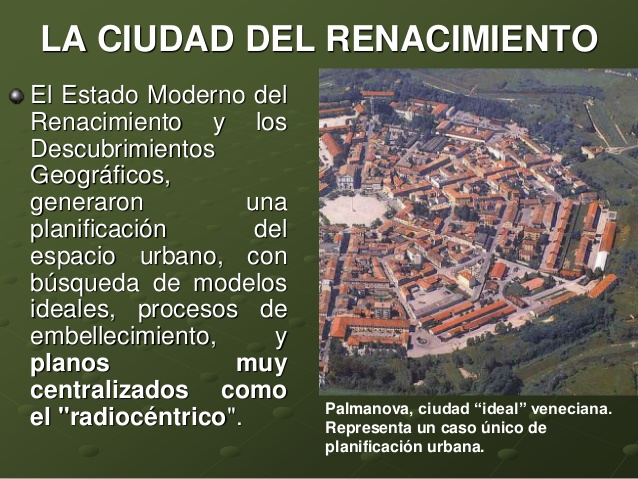 LA CIUDAD DEL RENACIMIENTO
El Estado Moderno del
Renacimiento y los
Descubrimientos
Geográficos,
generaron una
planificación del
espacio urbano, con
búsqueda de modelos
ideales, procesos de
embellecimiento, y
planos muy
centralizados como
el "radiocéntrico".
Palmanova, ciudad “ideal” veneciana.
Representa un caso único de
planificación urbana.